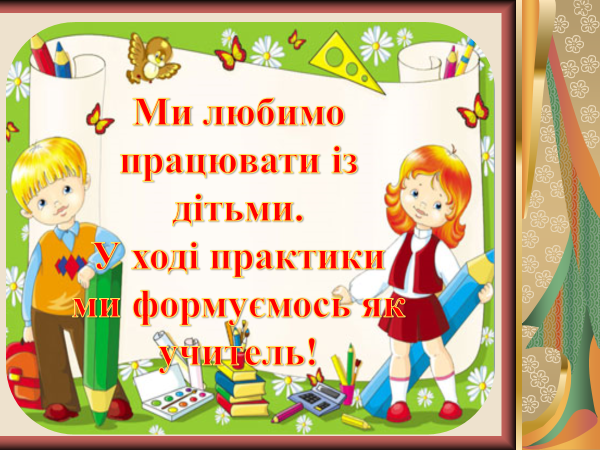 Ми любимо
працювати із
дітьми.
У ході практики
ми формуємось як
учитель!